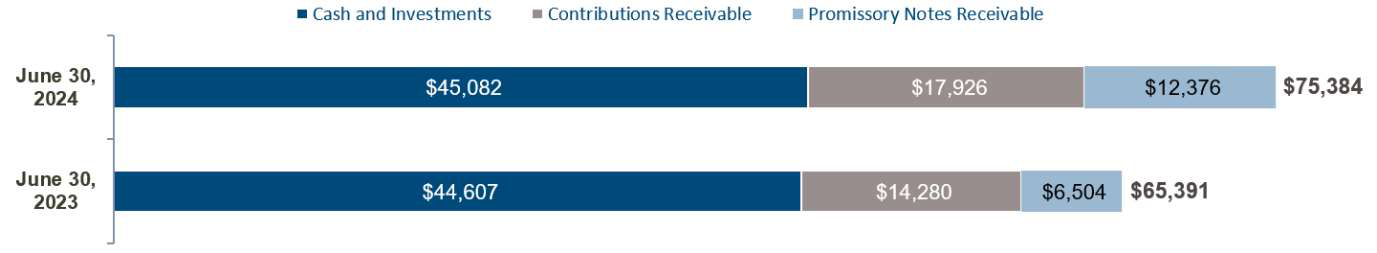 Cash and Investments Contributions Receivable Promissory Notes Receivable
June 30,
2024
$45,082 $17,926 $12,376 $75,384
June 30,
2023
$44,607 $14,280 $6,504 $65,391